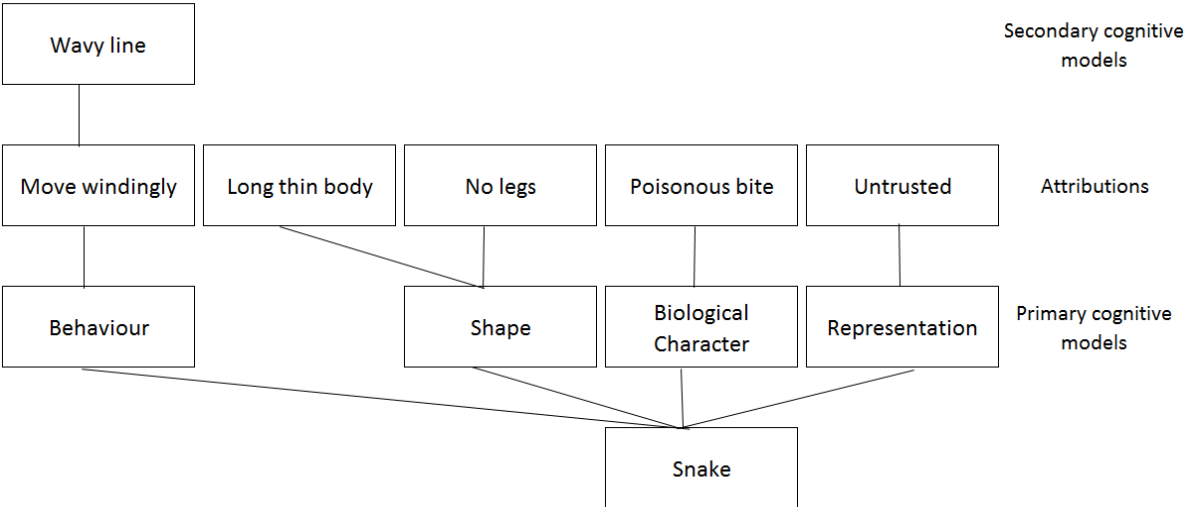 Wavy line
Secondary cognitive
models
Move windingly
Long thin body
No legs
Poisonous bite
Untrusted
Attributions
Behaviour
Shape
Biological
Character
Representation
Primary cognitive
models
Snake